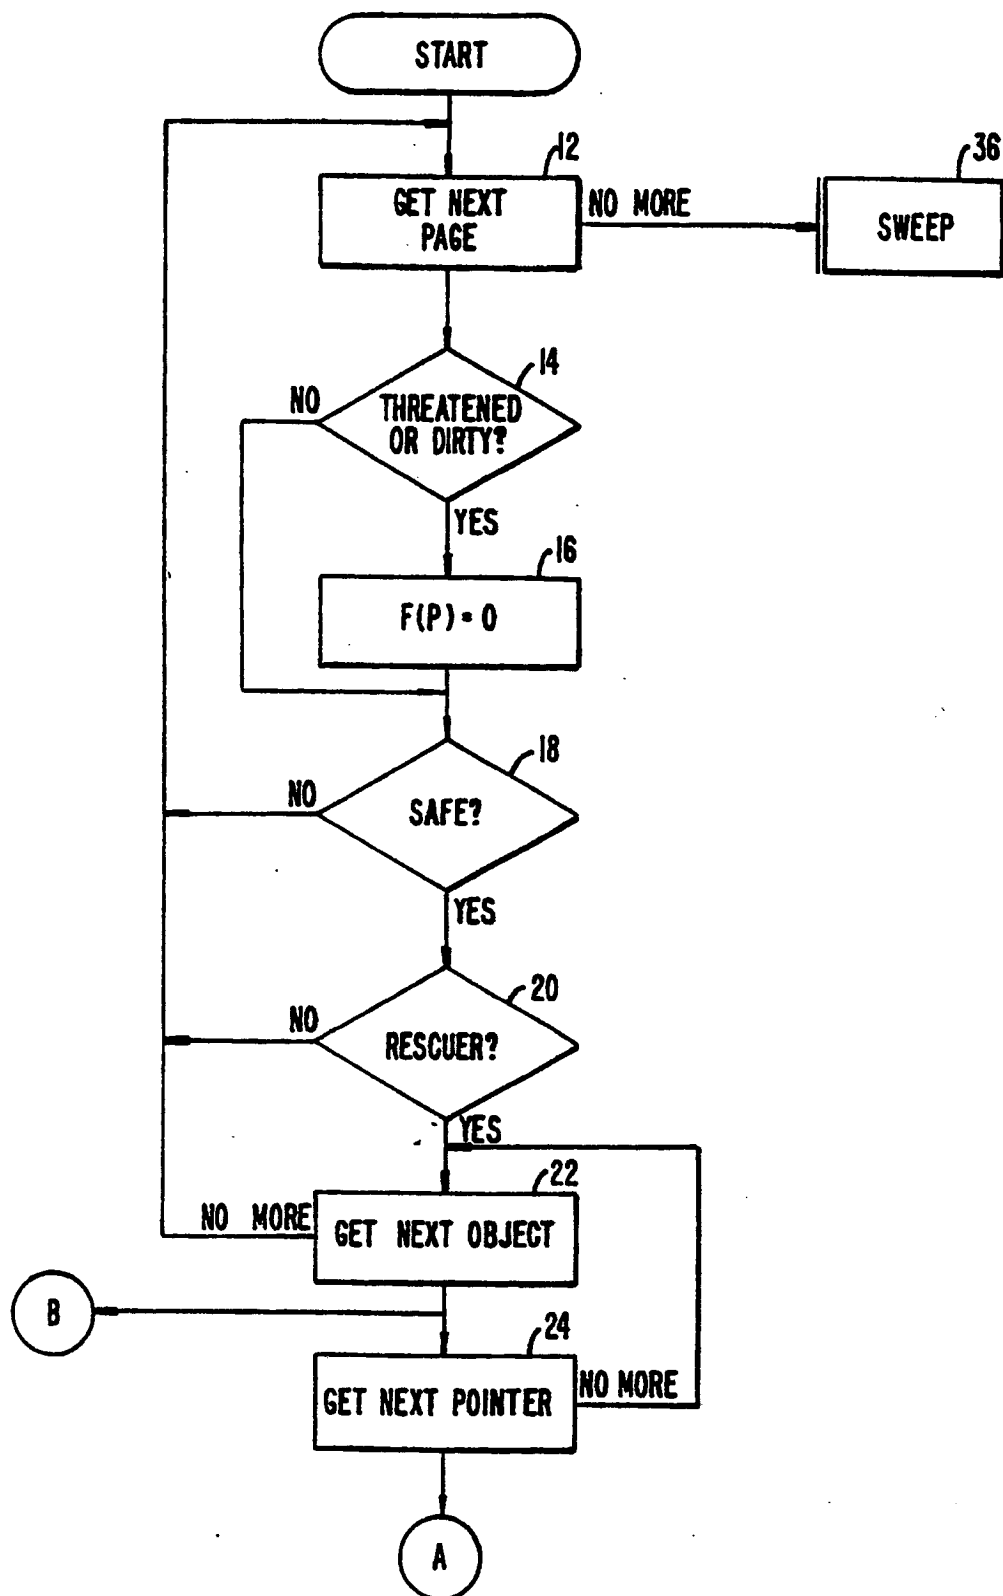 START
12
36
GET NEXT
PAGE
NO MORE
SWEEP
14
NO
THREATENED
OR DIRTY?
YES
16
F(P) = 0
18
NO
SAFE?
YES
20
NO
RESCUER?
YES
22
NO MORE
GET NEXT OBJECT
B
24
GET NEXT POINTER
NO MORE
A